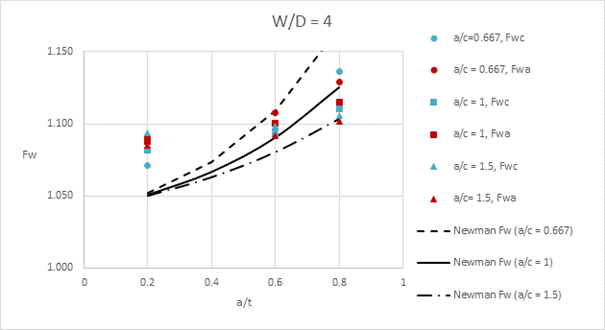 W/D = 4
1.150
1.100
1.050
1.000
Fw
0
0.2
0.4
0.6
0.8
1
a/t
a/c=0.667, Fwc
a/c = 0.667, Fwa
a/c = 1, Fwc
a/c = 1, Fwa
a/c = 1.5, Fwc
a/c= 1.5, Fwa
Newman Fw (a/c = 0.667)
Newman Fw (a/c = 1)
Newman Fw (a/c = 1.5)